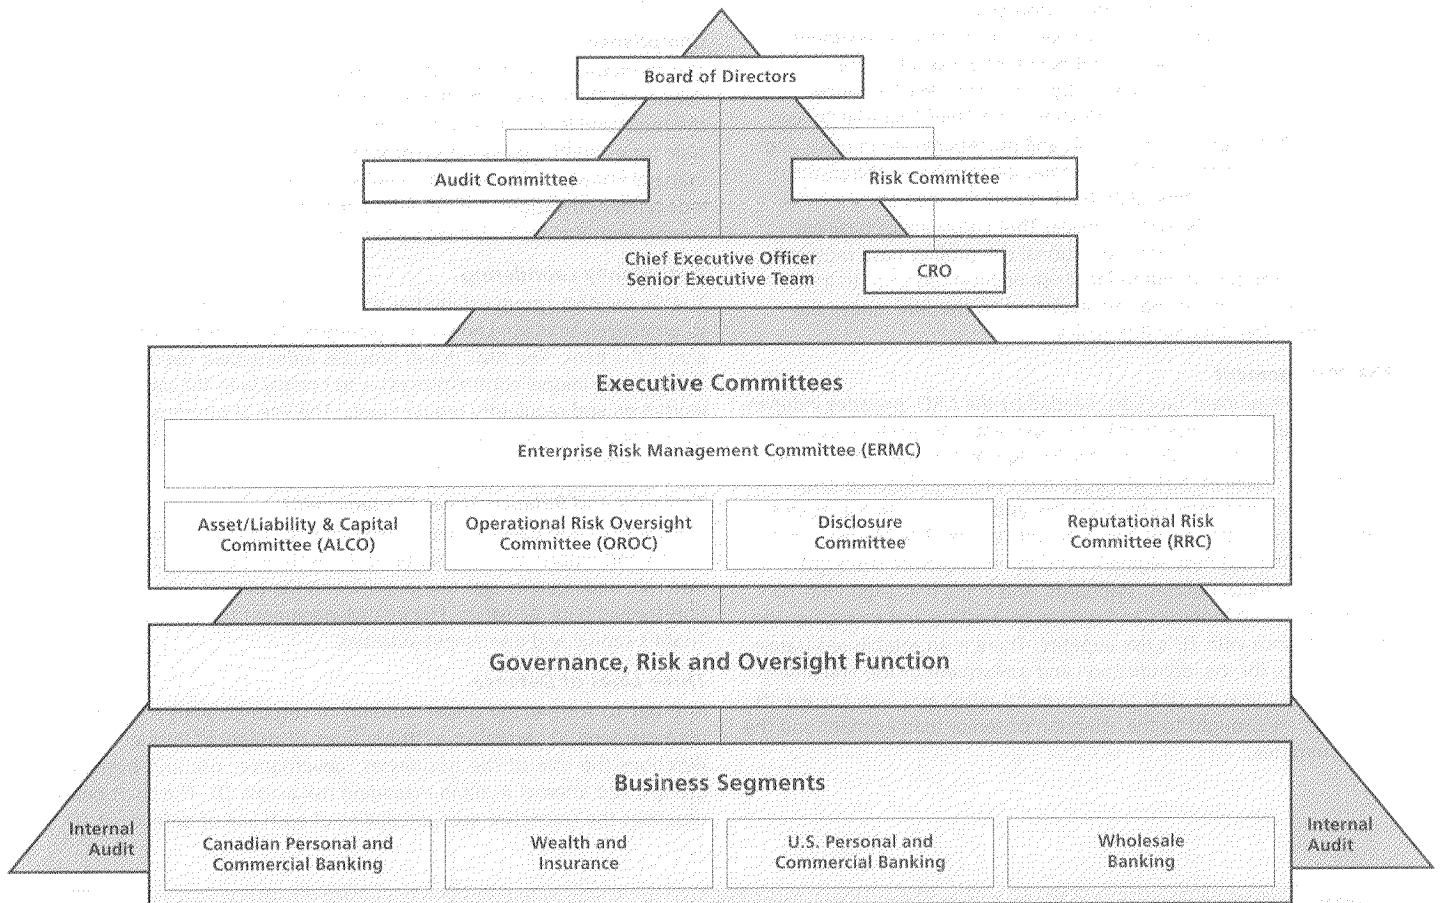 Board of Directors
Audit Committee
Risk Committee
Chief Executive Officer
Senior Executive Team
CRO
Executive Committees
Enterprise Risk Management Committee (ERMC)
Asset/Liability & Capital
Committee (ALCO)
Operational Risk Oversight
Committee (OROC)
Disclosure
Committee
Reputational Risk
Committee (RRC)
Governance, Risk and Oversight Function
Business Segments
Internal
Audit
Canadian Personal and
Commercial Banking
Wealth and
Insurance
U.S. Personal and
Commercial Banking
Wholesale
Banking
Internal
Audit